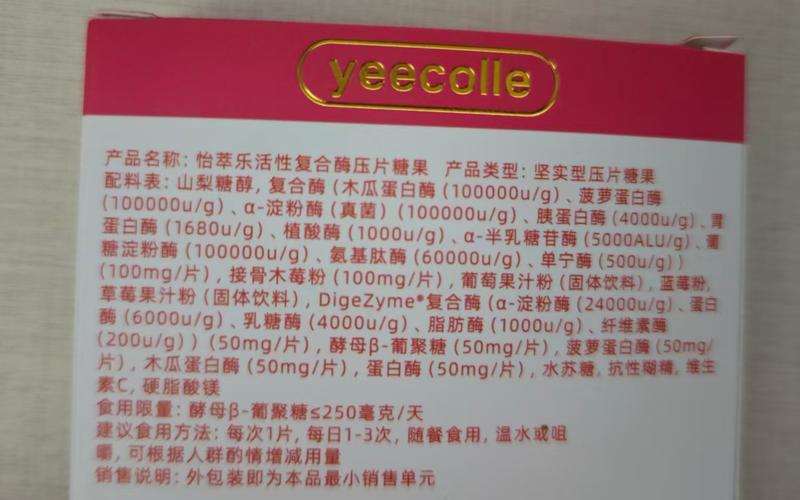 yeecolle
产品名称：怡萃乐活性复合酶压片糖果 产品类型：坚实型压片糖果
配料表：山梨糖醇，复合酶（木瓜蛋白酶（100000u/g）、菠萝蛋白酶
（100000u/g）、α-淀粉酶（真菌）（100000u/g）、胰蛋白酶（4000u/g）、胃
蛋白酶（1680u/g）、植酸酶（1000u/g）、α-半乳糖苷酶（5000ALU/g）、葡
糖淀粉酶（100000u/g）、氨基肽酶（60000u/g）、单宁酶（500u/g））
（100mg/片），接骨木莓粉（100mg/片），葡萄果汁粉（固体饮料），蓝莓粉，
草莓果汁粉（固体饮料），DigeZyme®复合酶（α-淀粉酶（24000u/g）、蛋白
酶（6000u/g）、乳糖酶（4000u/g）、脂肪酶（1000u/g）、纤维素酶
（200u/g））（50mg/片），酵母β-葡聚糖（50mg/片），菠萝蛋白酶（50mg/
片），木瓜蛋白酶（50mg/片），蛋白酶（50mg/片），水苏糖，抗性糊精，维生
素C，硬脂酸镁
食用限量：酵母β-葡聚糖≤250毫克/天
建议食用方法：每次1片，每日1-3次，随餐食用，温水或咀
嚼，可根据人群酌情增减用量
销售说明：外包装即为本品最小销售单元